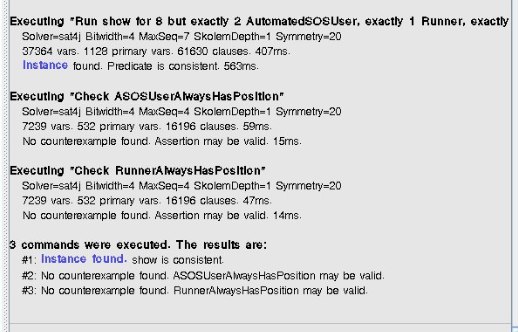 Executing "Run show for 8 but exactly 2 AutomatedSOSUser, exactly 1 Runner, exactly
Solver=sat4j Bitwidth=4 MaxSeq=7 SkolemDepth=1 Symmetry=20
37364 vars. 1128 primary vars. 61630 clauses. 407ms.
Instance found. Predicate is consistent. 563ms.
Executing "Check ASOSUserAlwaysHasPosition"
Solver=sat4j Bitwidth=4 MaxSeq=4 SkolemDepth=1 Symmetry=20
7239 vars. 532 primary vars. 16196 clauses. 59ms.
No counterexample found. Assertion may be valid. 15ms.
Executing "Check RunnerAlwaysHasPosition"
Solver=sat4j Bitwidth=4 MaxSeq=4 SkolemDepth=1 Symmetry=20
7239 vars. 532 primary vars. 16196 clauses. 47ms.
No counterexample found. Assertion may be valid. 14ms.
3 commands were executed. The results are:
#1: Instance found. show is consistent.
#2: No counterexample found. ASOSUserAlwaysHasPosition may be valid.
#3: No counterexample found. RunnerAlwaysHasPosition may be valid.